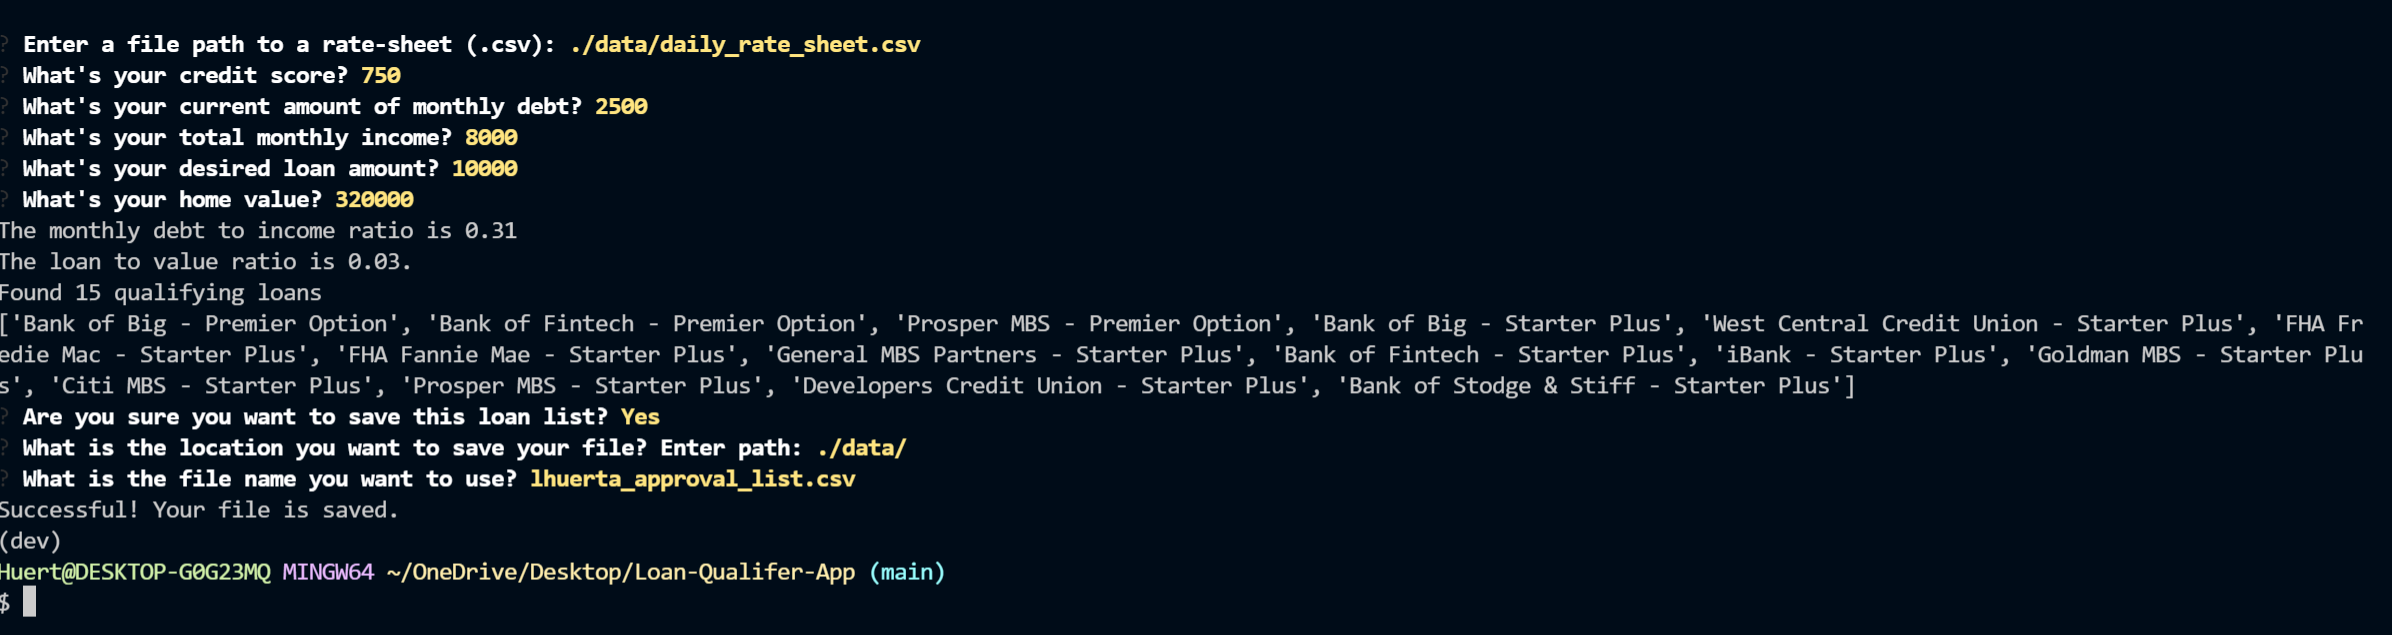 ? Enter a file path to a rate-sheet (.csv): ./data/daily_rate_sheet.csv
? What's your credit score? 750
? What's your current amount of monthly debt? 2500
? What's your total monthly income? 8000
? What's your desired loan amount? 10000
? What's your home value? 320000
The monthly debt to income ratio is 0.31
The loan to value ratio is 0.03.
Found 15 qualifying loans
['Bank of Big - Premier Option', 'Bank of Fintech - Premier Option', 'Prosper MBS - Premier Option', 'Bank of Big - Starter Plus', 'West Central Credit Union - Starter Plus', 'FHA Fr
edie Mac - Starter Plus', 'FHA Fannie Mae - Starter Plus', 'General MBS Partners - Starter Plus', 'Bank of Fintech - Starter Plus', 'iBank - Starter Plus', 'Goldman MBS - Starter Plu
s', 'Citi MBS - Starter Plus', 'Prosper MBS - Starter Plus', 'Developers Credit Union - Starter Plus', 'Bank of Stodge & Stiff - Starter Plus']
? Are you sure you want to save this loan list? Yes
? What is the location you want to save your file? Enter path: ./data/
? What is the file name you want to use? lhuerta_approval_list.csv
Successful! Your file is saved.
(dev)
Huert@DESKTOP-G0G23MQ MINGW64 ~/OneDrive/Desktop/Loan-Qualifer-App (main)
$